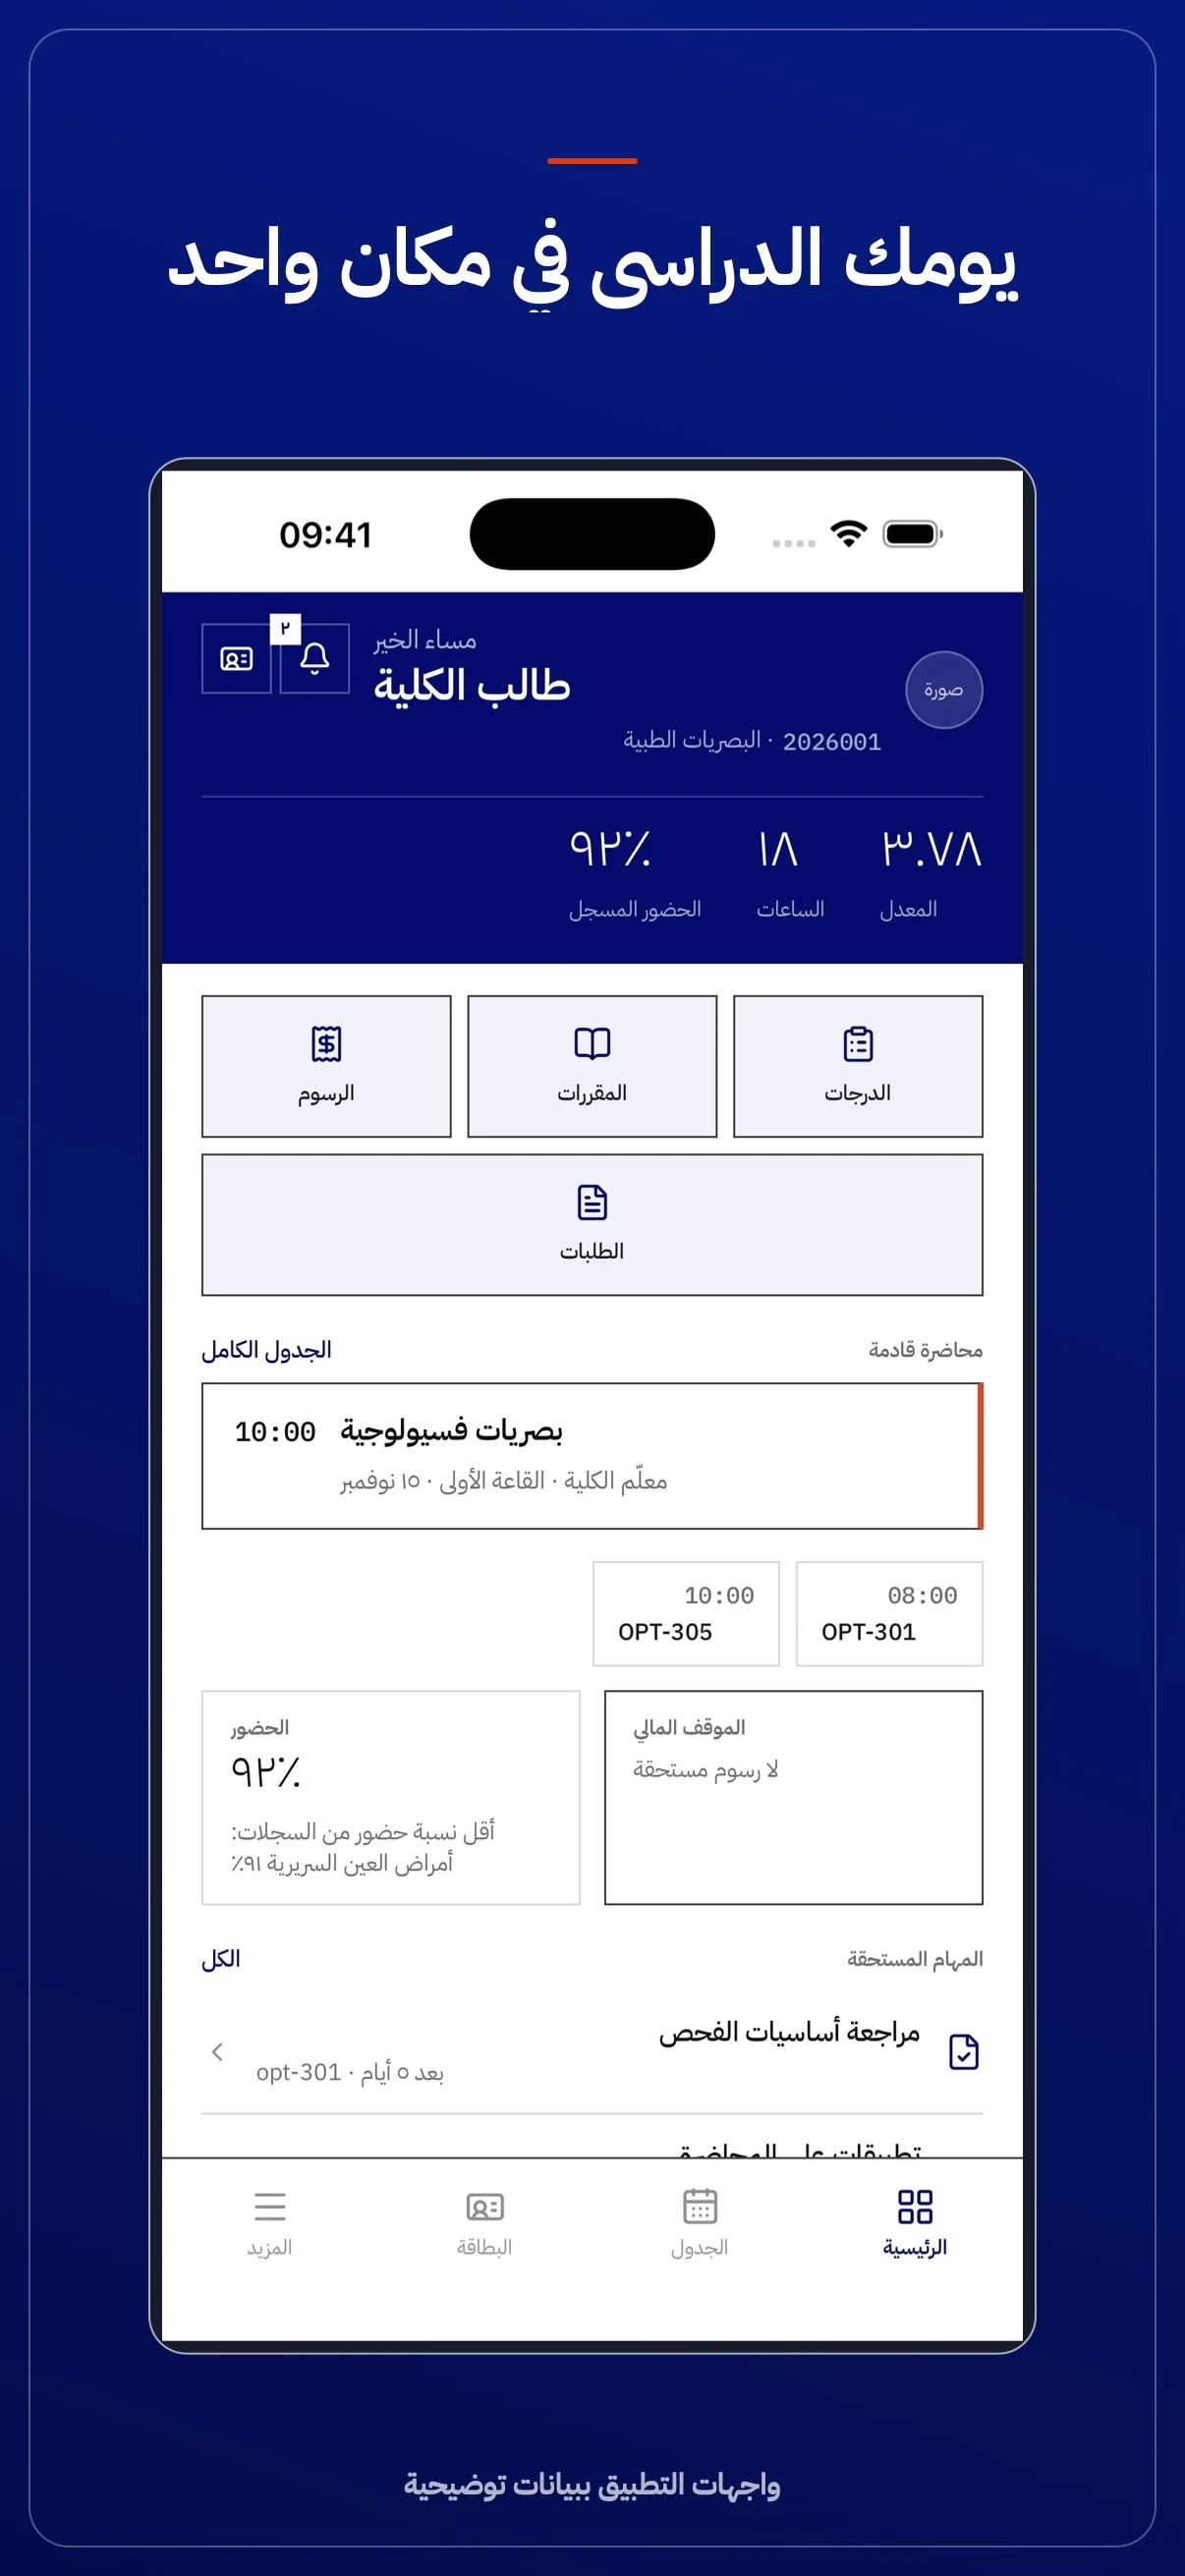 يومك الدراسي في مكان واحد
09:41
٢
مساء الخير
طالب الكلية
صورة
2026001 · البصريات الطبية
٣.٧٨
١٨
٩٢٪
المعدل
الساعات
الحضور المسجل
الدرجات
المقررات
الرسوم
الطلبات
محاضرة قادمة
الجدول الكامل
بصريات فسيولوجية
10:00
معلّم الكلية · القاعة الأولى · ١٥ نوفمبر
08:00
OPT-301
10:00
OPT-305
الموقف المالي
لا رسوم مستحقة
الحضور
٩٢٪
أقل نسبة حضور من السجلات:
أمراض العين السريرية ٩١٪
المهام المستحقة
الكل
مراجعة أساسيات الفحص
بعد ٥ أيام · opt-301
تطبيقات على المحاضرة
الرئيسية
الجدول
البطاقة
المزيد
واجهات التطبيق ببيانات توضيحية